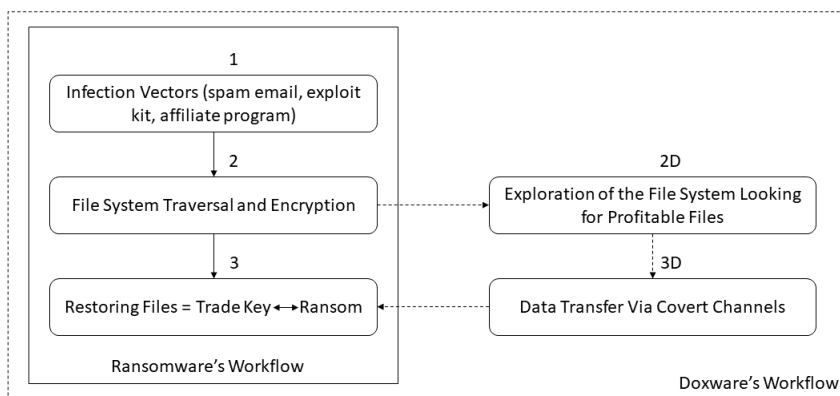 1
Infection Vectors (spam email, exploit
kit, affiliate program)
2
File System Traversal and Encryption
3
Restoring Files = Trade Key↔Ransom
Ransomware's Workflow
2D
Exploration of the File System Looking
for Profitable Files
3D
Data Transfer Via Covert Channels
Doxware's Workflow